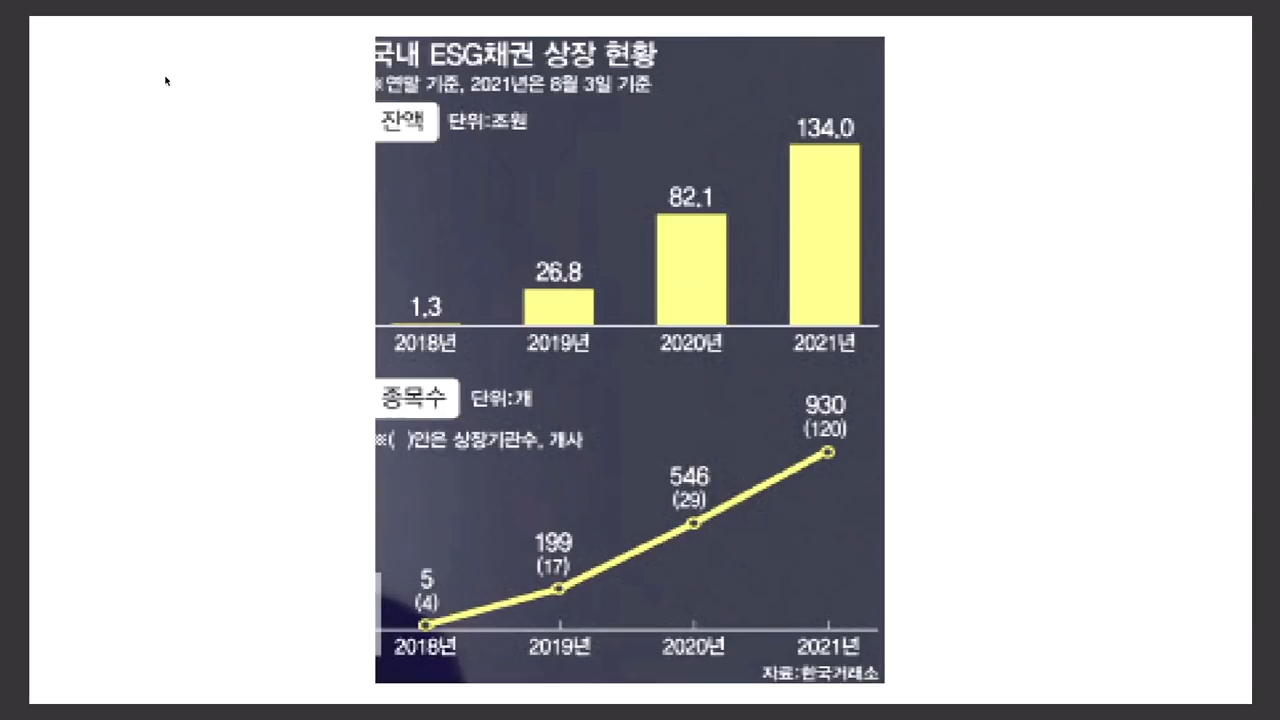 국내 ESG채권 상장 현황
※연말 기준, 2021년은 8월 3일 기준
잔액 단위:조원
134.0
82.1
26.8
1.3
2018년 2019년 2020년 2021년
종목수 단위:개
※( )안은 상장기관수, 개사
930
(120)
546
(29)
199
(17)
5
(4)
2018년 2019년 2020년 2021년
자료:한국거래소